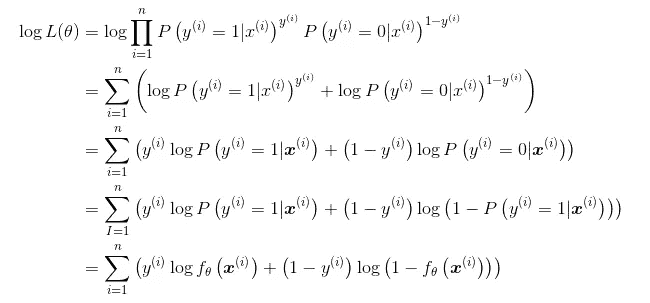 log L(θ) = log ∏_{i=1}^{n} P (y^{(i)} = 1|x^{(i)})^{y^{(i)}} P (y^{(i)} = 0|x^{(i)})^{1−y^{(i)}}
= ∑_{i=1}^{n} (log P (y^{(i)} = 1|x^{(i)})^{y^{(i)}} + log P (y^{(i)} = 0|x^{(i)})^{1−y^{(i)}})
= ∑_{i=1}^{n} (y^{(i)} log P (y^{(i)} = 1|𝒙^{(i)}) + (1 − y^{(i)}) log P (y^{(i)} = 0|𝒙^{(i)}))
= ∑_{I=1}^{n} (y^{(i)} log P (y^{(i)} = 1|𝒙^{(i)}) + (1 − y^{(i)}) log (1 − P (y^{(i)} = 1|𝒙^{(i)})))
= ∑_{i=1}^{n} (y^{(i)} log f_θ (𝒙^{(i)}) + (1 − y^{(i)}) log (1 − f_θ (𝒙^{(i)})))